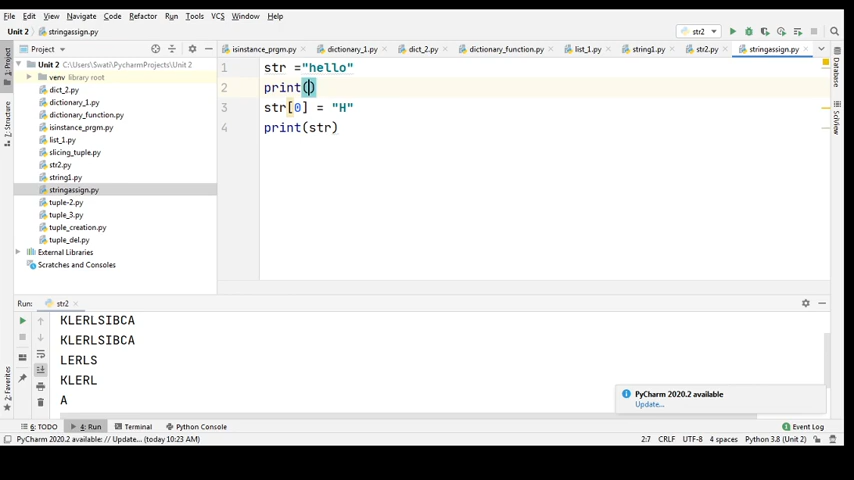 File Edit View Navigate Code Refactor Run Tools VCS Window Help
Unit 2 stringassign.py
str2
Project
isinstance_prgm.py dictionary_1.py dict_2.py dictionary_function.py list_1.py string1.py str2.py stringassign.py
1: Project
Unit 2 C:\Users\Swati\PycharmProjects\Unit 2
venv library root
dict_2.py
dictionary_1.py
dictionary_function.py
isinstance_prgm.py
list_1.py
slicing_tuple.py
str2.py
string1.py
stringassign.py
tuple-2.py
tuple_3.py
tuple_creation.py
tuple_del.py
External Libraries
Scratches and Consoles
7: Structure
1 str ="hello"
2 print()
3 str[0] = "H"
4 print(str)
Database
SciView
Run: str2
KLERLSIBCA
KLERLSIBCA
LERLS
KLERL
A
2: Favorites
PyCharm 2020.2 available
Update...
6: TODO 4: Run Terminal Python Console Event Log
PyCharm 2020.2 available: // Update... (today 10:23 AM) 2:7 CRLF UTF-8 4 spaces Python 3.8 (Unit 2)